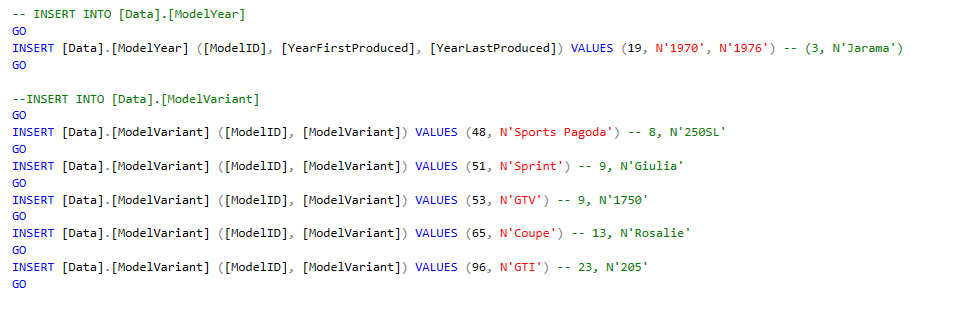 -- INSERT INTO [Data].[ModelYear]
GO
INSERT [Data].[ModelYear] ([ModelID], [YearFirstProduced], [YearLastProduced]) VALUES (19, N'1970', N'1976') -- (3, N'Jarama')
GO
--INSERT INTO [Data].[ModelVariant]
GO
INSERT [Data].[ModelVariant] ([ModelID], [ModelVariant]) VALUES (48, N'Sports Pagoda') -- 8, N'250SL'
GO
INSERT [Data].[ModelVariant] ([ModelID], [ModelVariant]) VALUES (51, N'Sprint') -- 9, N'Giulia'
GO
INSERT [Data].[ModelVariant] ([ModelID], [ModelVariant]) VALUES (53, N'GTV') -- 9, N'1750'
GO
INSERT [Data].[ModelVariant] ([ModelID], [ModelVariant]) VALUES (65, N'Coupe') -- 13, N'Rosalie'
GO
INSERT [Data].[ModelVariant] ([ModelID], [ModelVariant]) VALUES (96, N'GTI') -- 23, N'205'
GO